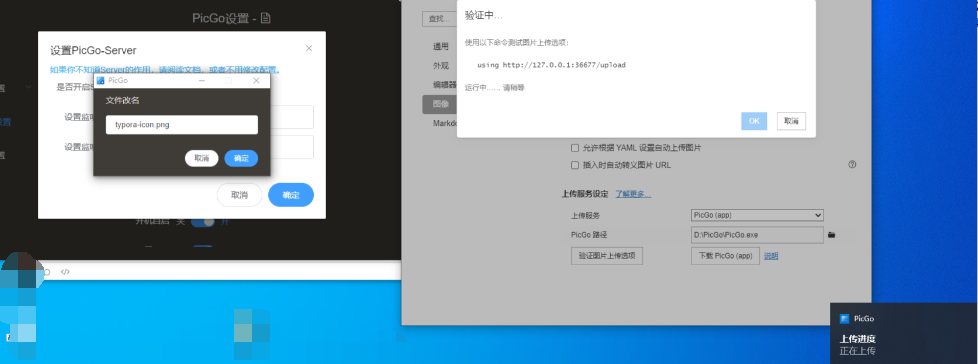 PicGo设置 -
设置PicGo-Server
如果你不知道Server的作用，请阅读文档，或者不用修改配置。
是否开启S
PicGo
文件改名
设置监听
typora-icon.png
设置监听
取消
确定
取消
确定
置
设置
置
开机自启
关
开
</>
查找...
通用
外观
编辑器
图像
Markdo
验证中...
使用以下命令测试图片上传选项：
using http://127.0.0.1:36677/upload
运行中...... 请稍等
OK
取消
允许根据 YAML 设置自动上传图片
插入时自动转义图片 URL
上传服务设定
了解更多
上传服务
PicGo (app)
PicGo 路径
D:\PicGo\PicGo.exe
验证图片上传选项
下载 PicGo (app)
说明
PicGo
上传进度
正在上传